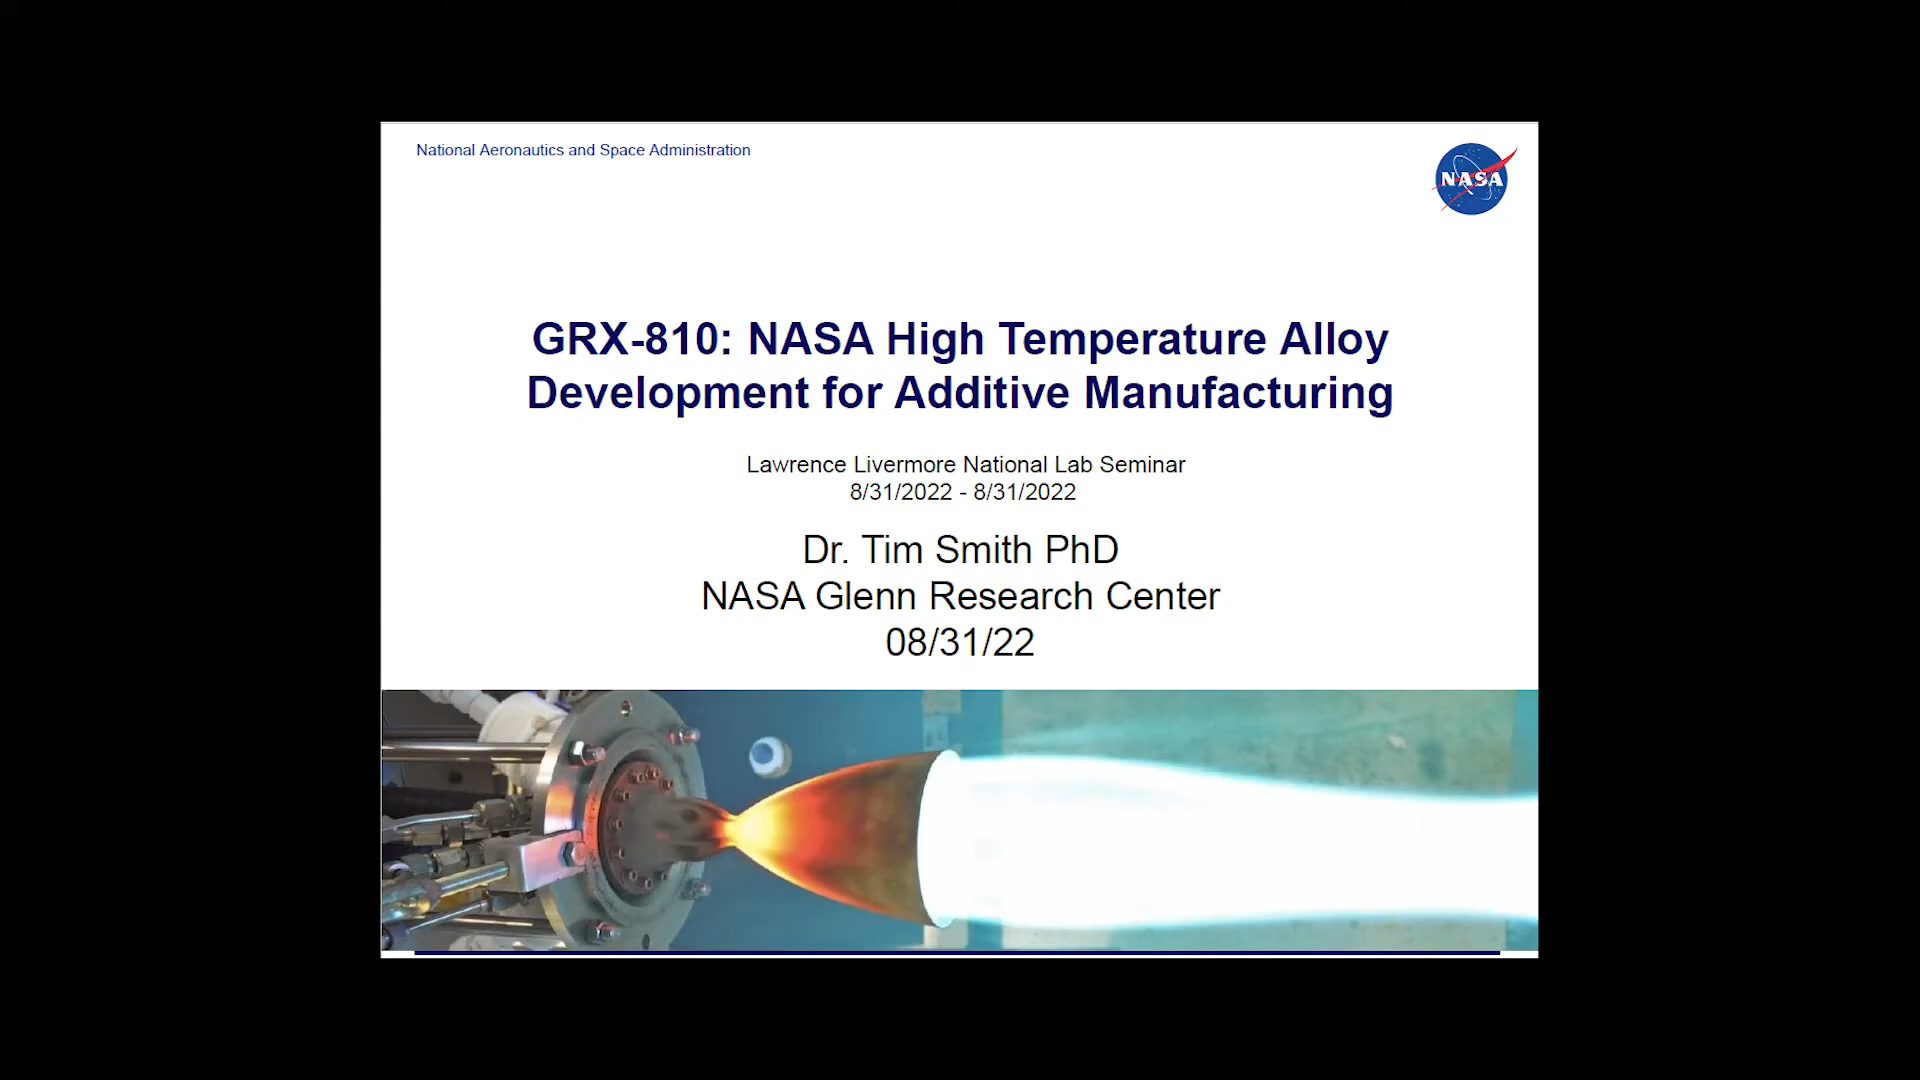 National Aeronautics and Space Administration
NASA
GRX-810: NASA High Temperature Alloy
Development for Additive Manufacturing
Lawrence Livermore National Lab Seminar
8/31/2022 - 8/31/2022
Dr. Tim Smith PhD
NASA Glenn Research Center
08/31/22